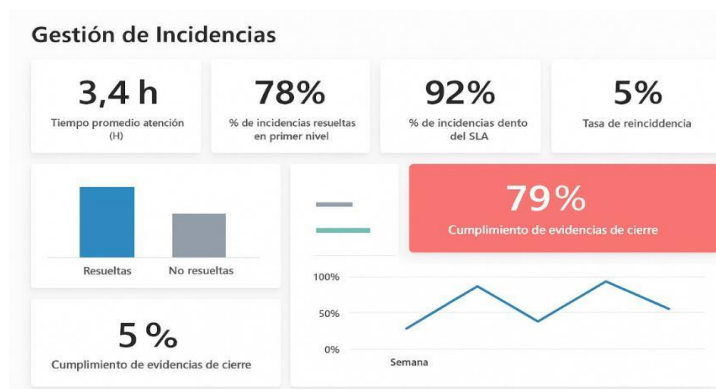 Gestión de Incidencias
3,4 h
Tiempo promedio atención
(H)
78%
% de incidencias resueltas
en primer nivel
92%
% de incidencias dento
del SLA
5%
Tasa de reinciddencia
Resueltas
No resueltas
79%
Cumplimiento de evidencias de cierre
5 %
Cumplimiento de evidencias de cierre
100%
50%
0%
Semana